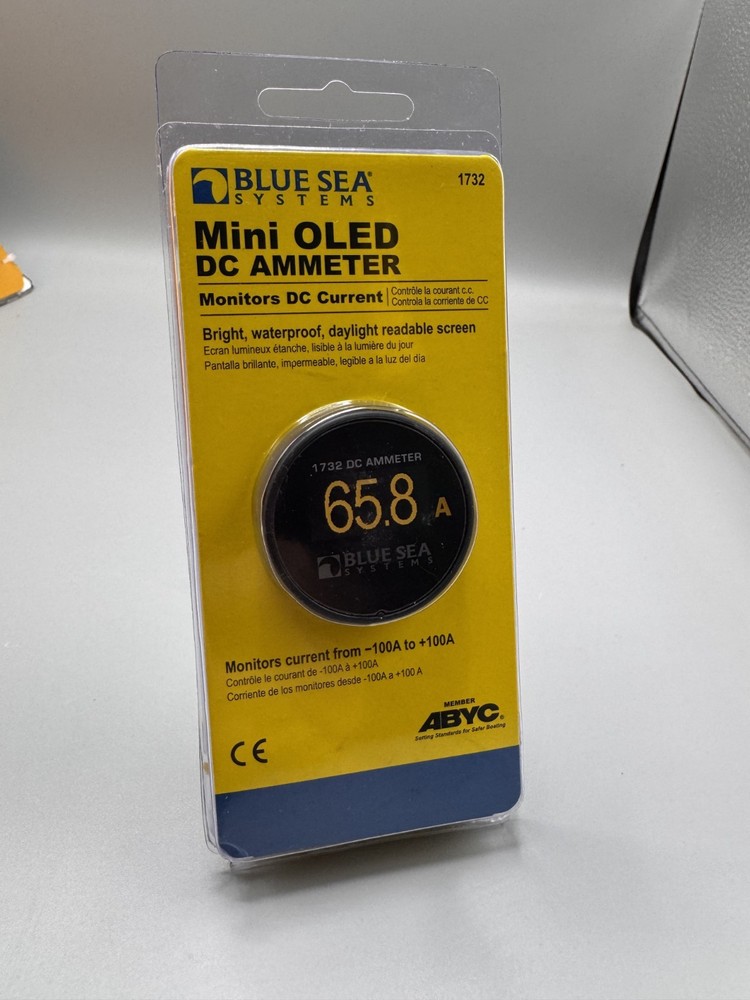 BLUE SEA®
SYSTEMS
1732
Mini OLED
DC AMMETER
Monitors DC Current
Contrôle la courant c.c.
Controla la corriente de CC
Bright, waterproof, daylight readable screen
Ecran lumineux étanche, lisible à la lumière du jour
Pantalla brillante, impermeable, legible a la luz del día
1732 DC AMMETER
65.8 A
BLUE SEA
SYSTEMS
Monitors current from –100A to +100A
Contrôle le courant de -100A à +100A
Corriente de los monitores desde -100A a +100 A
CE
MEMBER
ABYC®
Setting Standards for Safer Boating